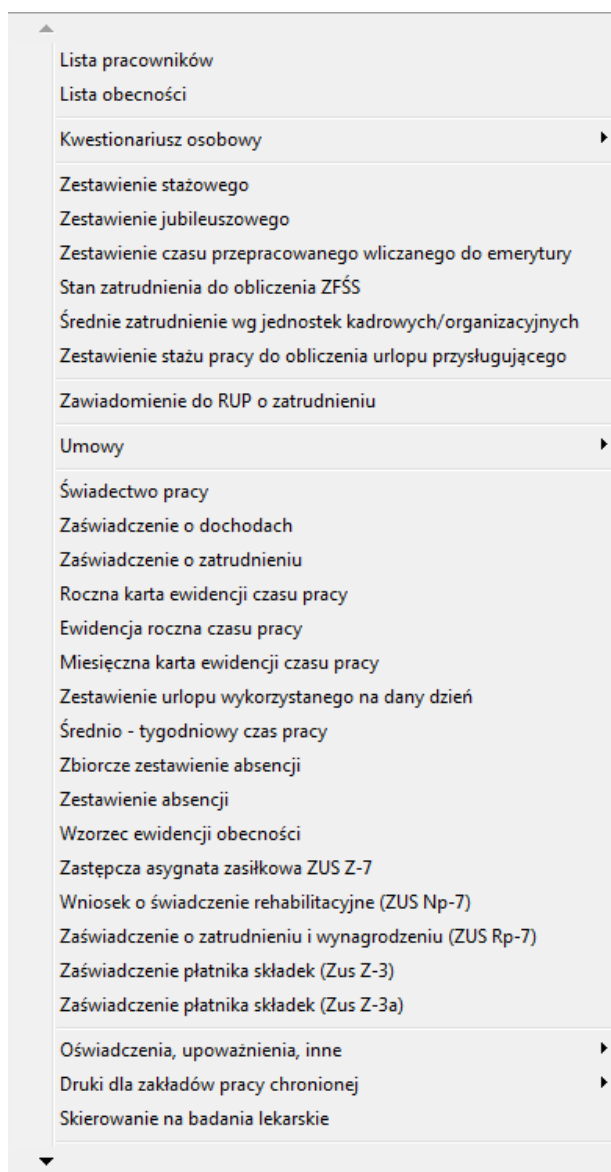 Lista pracowników
Lista obecności
Kwestionariusz osobowy
Zestawienie stażowego
Zestawienie jubileuszowego
Zestawienie czasu przepracowanego wliczanego do emerytury
Stan zatrudnienia do obliczenia ZFŚS
Średnie zatrudnienie wg jednostek kadrowych/organizacyjnych
Zestawienie stażu pracy do obliczenia urlopu przysługującego
Zawiadomienie do RUP o zatrudnieniu
Umowy
Świadectwo pracy
Zaświadczenie o dochodach
Zaświadczenie o zatrudnieniu
Roczna karta ewidencji czasu pracy
Ewidencja roczna czasu pracy
Miesięczna karta ewidencji czasu pracy
Zestawienie urlopu wykorzystanego na dany dzień
Średnio - tygodniowy czas pracy
Zbiorcze zestawienie absencji
Zestawienie absencji
Wzorzec ewidencji obecności
Zastępcza asygnata zasiłkowa ZUS Z-7
Wniosek o świadczenie rehabilitacyjne (ZUS Np-7)
Zaświadczenie o zatrudnieniu i wynagrodzeniu (ZUS Rp-7)
Zaświadczenie płatnika składek (Zus Z-3)
Zaświadczenie płatnika składek (Zus Z-3a)
Oświadczenia, upoważnienia, inne
Druki dla zakładów pracy chronionej
Skierowanie na badania lekarskie